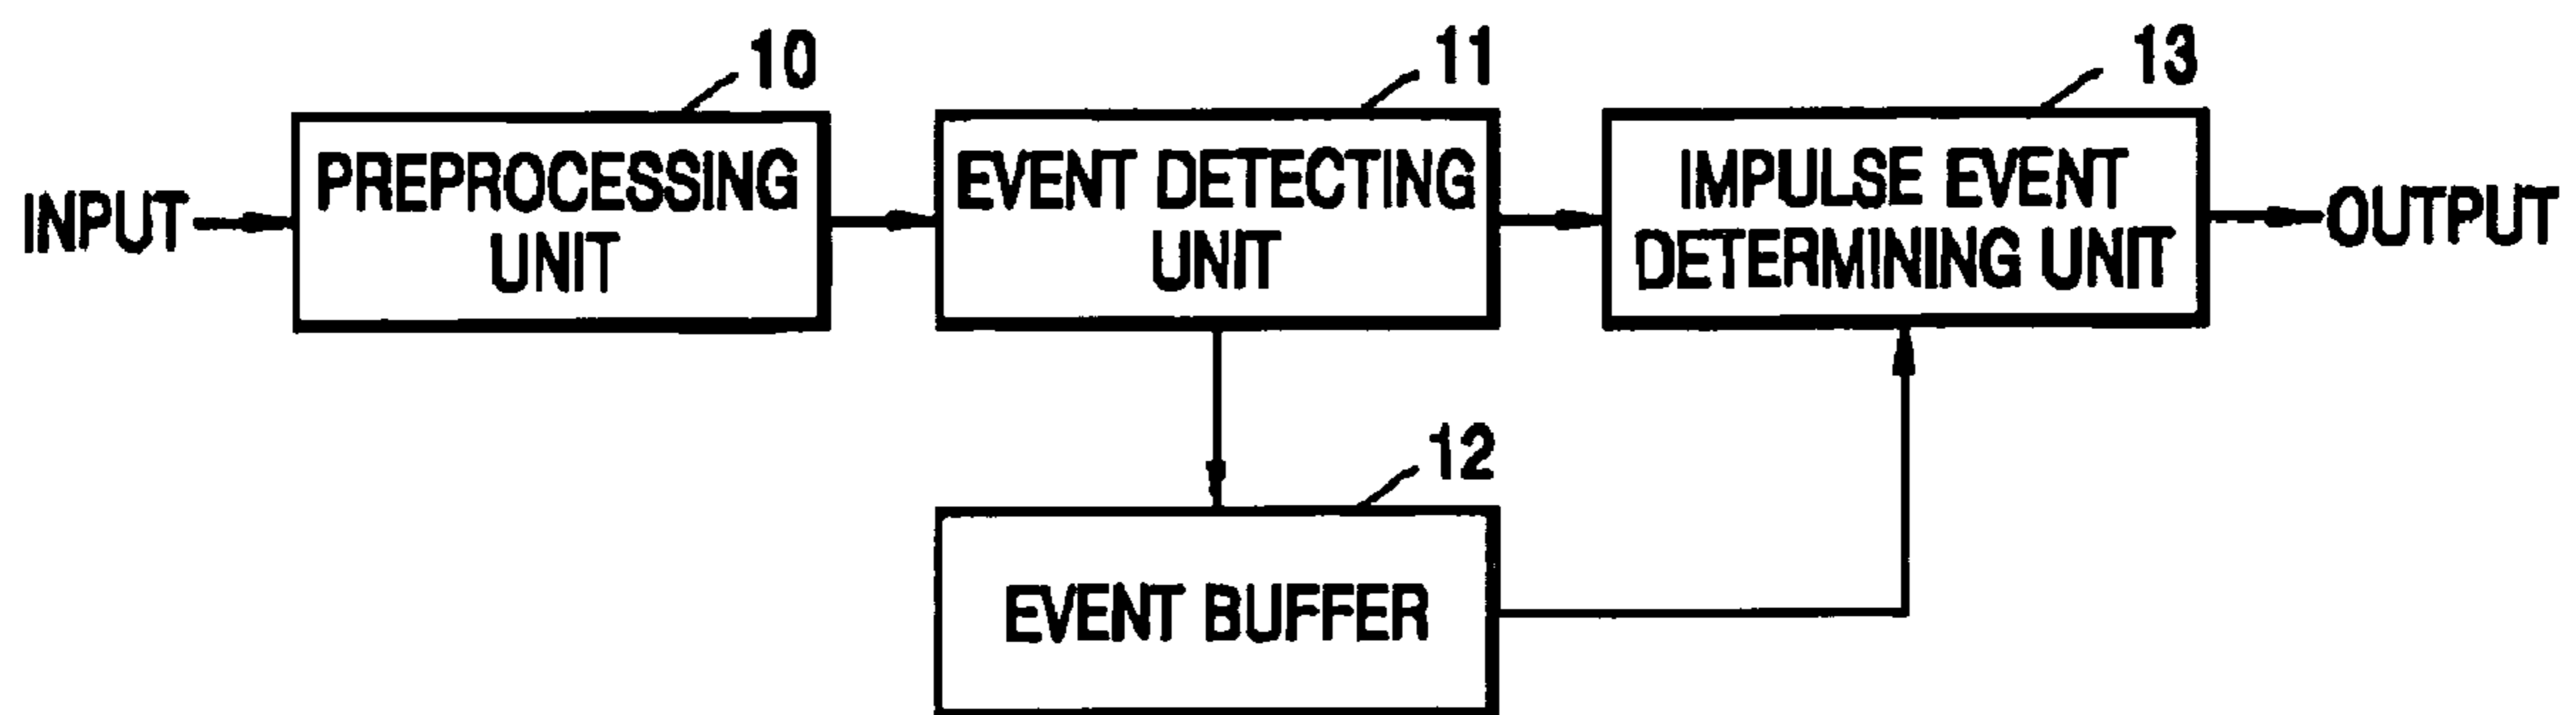 10
11
13
INPUT
PREPROCESSING
UNIT
EVENT DETECTING
UNIT
IMPULSE EVENT
DETERMINING UNIT
OUTPUT
12
EVENT BUFFER